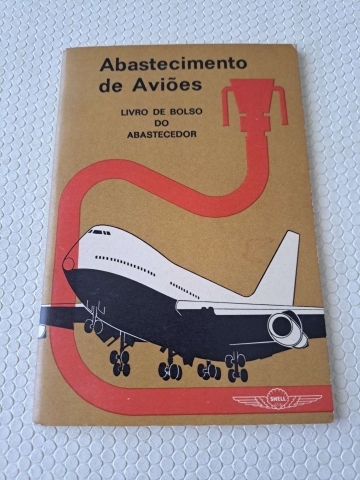 Abastecimento
de Aviões
LIVRO DE BOLSO
DO
ABASTECEDOR
SHELL